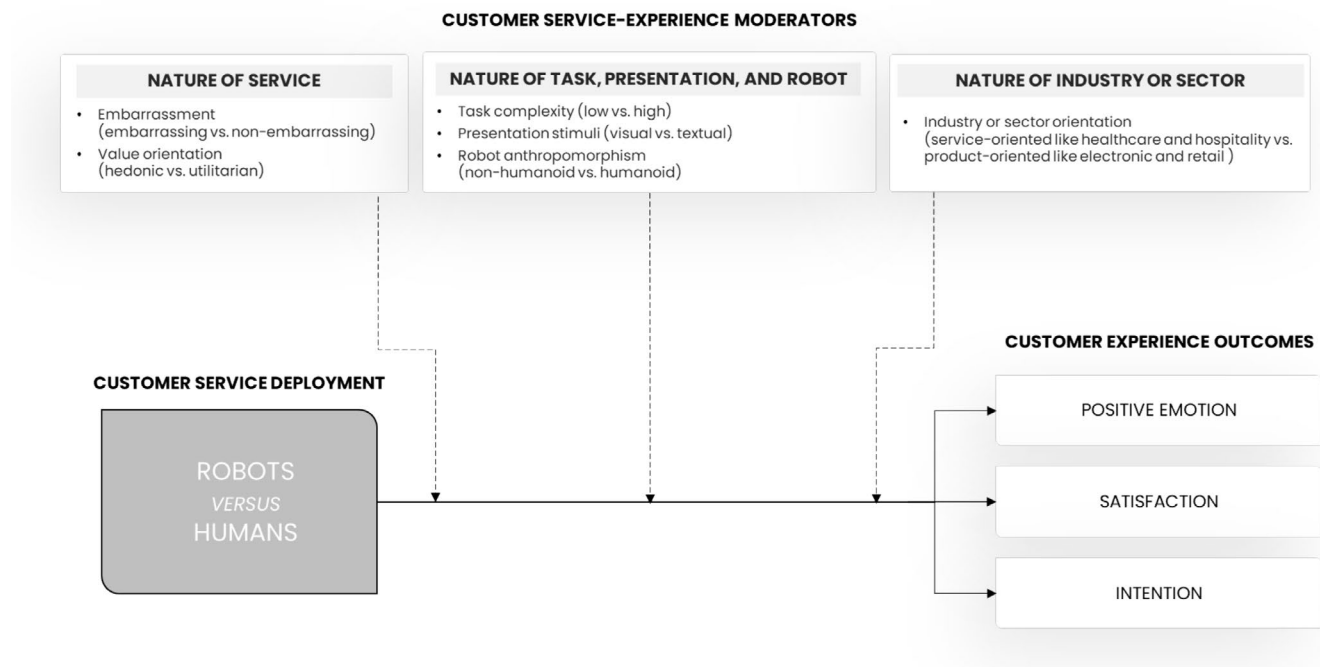 CUSTOMER SERVICE-EXPERIENCE MODERATORS
NATURE OF SERVICE
• Embarrassment
(embarrassing vs. non-embarrassing)
• Value orientation
(hedonic vs. utilitarian)
NATURE OF TASK, PRESENTATION, AND ROBOT
• Task complexity (low vs. high)
• Presentation stimuli (visual vs. textual)
• Robot anthropomorphism
(non-humanoid vs. humanoid)
NATURE OF INDUSTRY OR SECTOR
• Industry or sector orientation
(service-oriented like healthcare and hospitality vs.
product-oriented like electronic and retail )
CUSTOMER SERVICE DEPLOYMENT
ROBOTS
VERSUS
HUMANS
CUSTOMER EXPERIENCE OUTCOMES
POSITIVE EMOTION
SATISFACTION
INTENTION